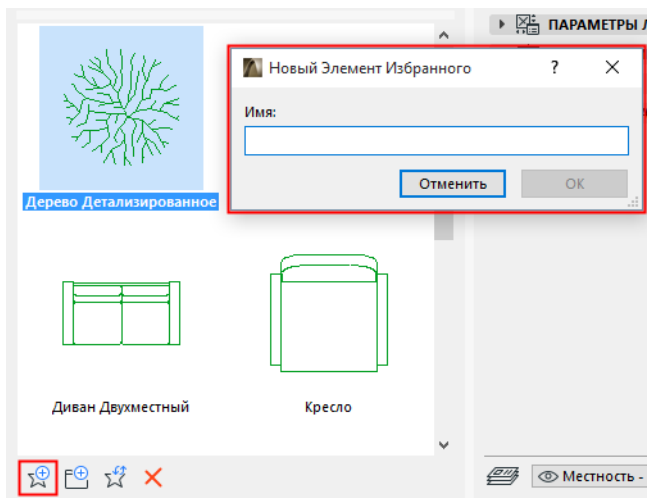 ПАРАМЕТРЫ
Новый Элемент Избранного
Имя:
Отменить
OK
Дерево Детализированное
Диван Двухместный
Кресло
Местность -